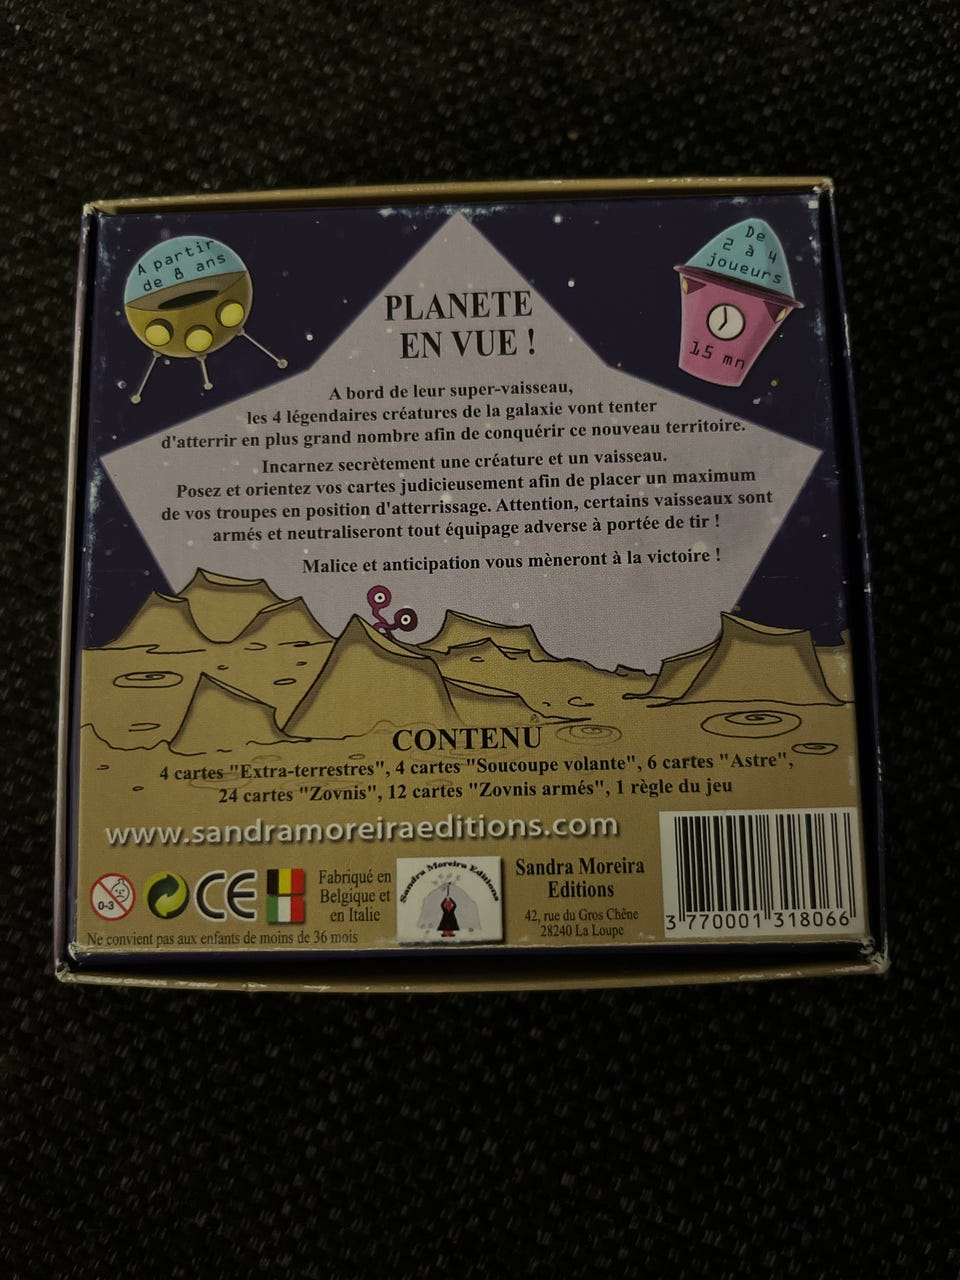 A partir
de 8 ans
De
2 à 4
joueurs
15 mn
PLANETE
EN VUE !
A bord de leur super-vaisseau,
les 4 légendaires créatures de la galaxie vont tenter
d'atterrir en plus grand nombre afin de conquérir ce nouveau territoire.
Incarnez secrètement une créature et un vaisseau.
Posez et orientez vos cartes judicieusement afin de placer un maximum
de vos troupes en position d'atterrissage. Attention, certains vaisseaux sont
armés et neutraliseront tout équipage adverse à portée de tir !
Malice et anticipation vous mèneront à la victoire !
CONTENU
4 cartes "Extra-terrestres", 4 cartes "Soucoupe volante", 6 cartes "Astre",
24 cartes "Zovnis", 12 cartes "Zovnis armés", 1 règle du jeu
www.sandramoreiraeditions.com
0-3
CE
Fabriqué en
Belgique et
en Italie
Sandra Moreira Editions
Sandra Moreira
Editions
42, rue du Gros Chêne
28240 La Loupe
3 770001 318066
Ne convient pas aux enfants de moins de 36 mois